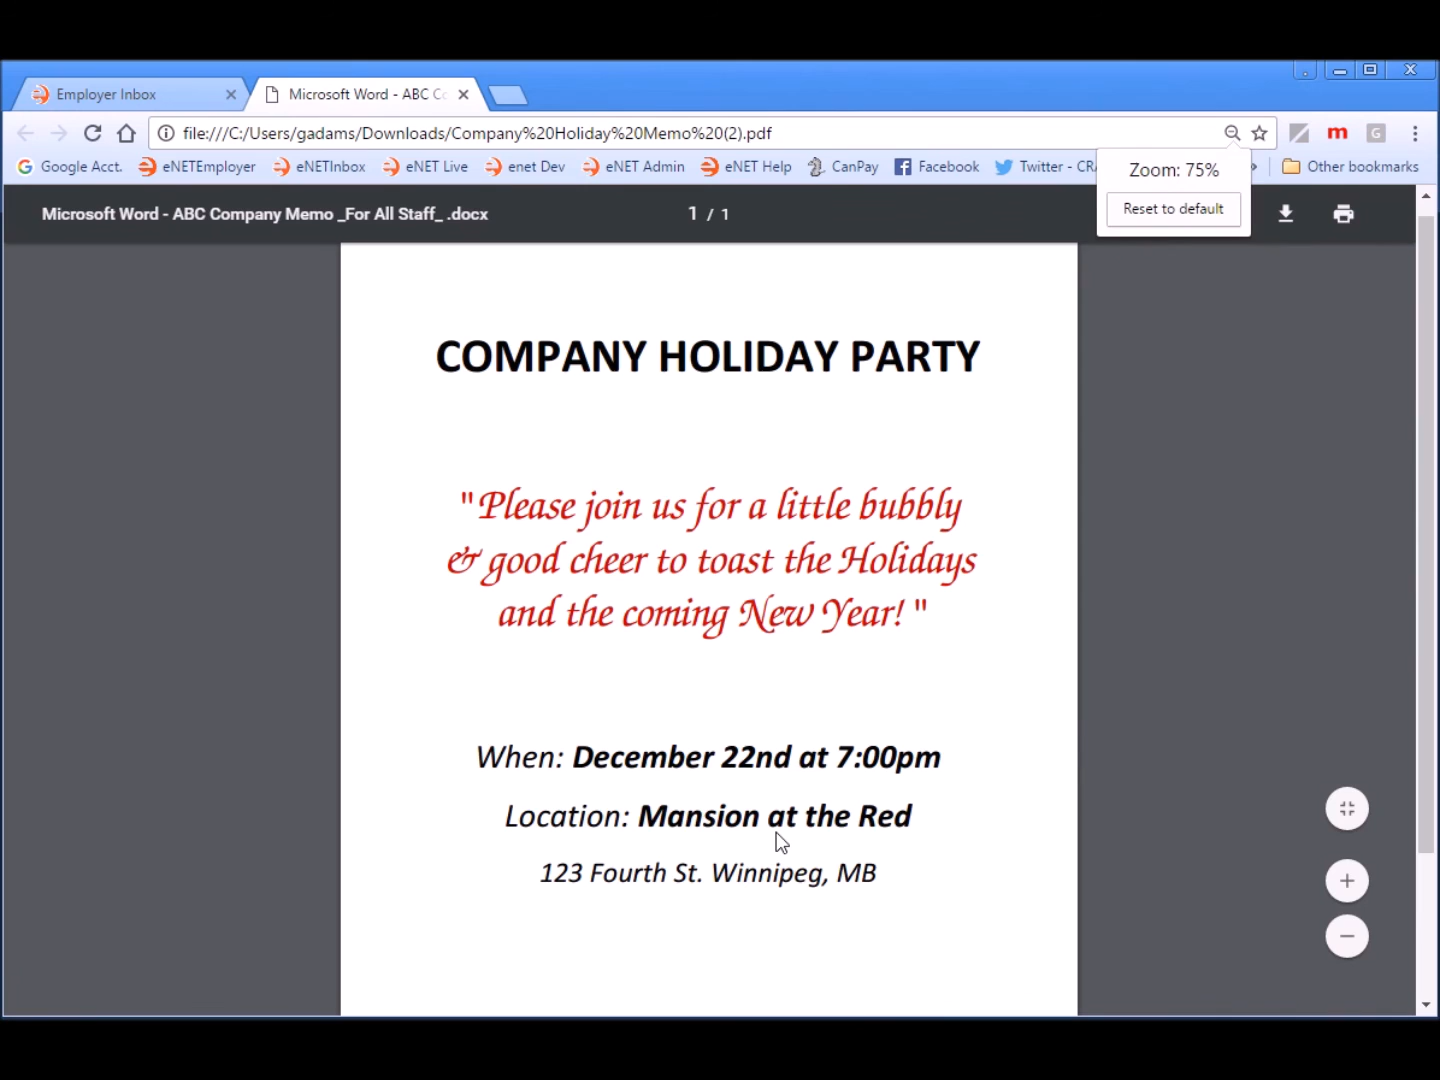 Employer Inbox
Microsoft Word - ABC Co
file:///C:/Users/gadams/Downloads/Company%20Holiday%20Memo%20(2).pdf
Google Acct. eNETEmployer eNETInbox eNET Live enet Dev eNET Admin eNET Help CanPay Facebook Twitter - CRA Other bookmarks
Zoom: 75%
Reset to default
Microsoft Word - ABC Company Memo _For All Staff_ .docx
1 / 1
COMPANY HOLIDAY PARTY
"Please join us for a little bubbly
& good cheer to toast the Holidays
and the coming New Year! "
When: December 22nd at 7:00pm
Location: Mansion at the Red
123 Fourth St. Winnipeg, MB